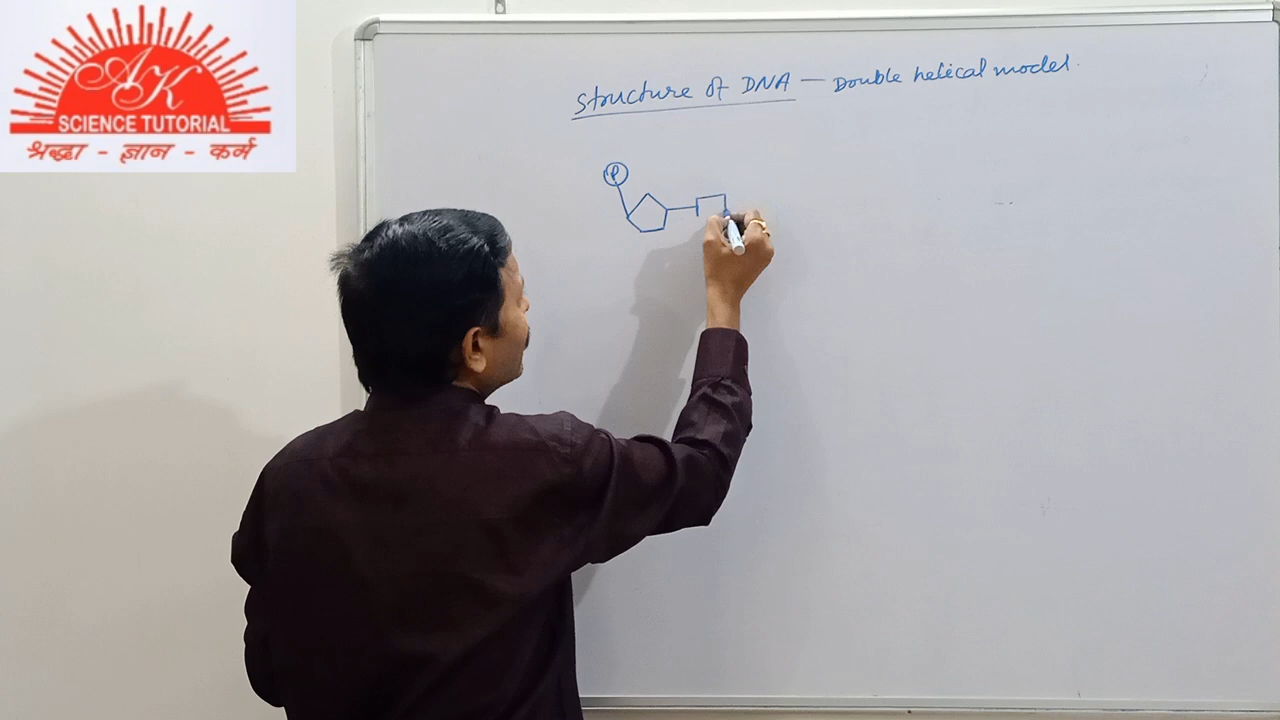 AK
SCIENCE TUTORIAL
श्रद्धा - ज्ञान - कर्म
Structure of DNA — Double helical model.
P